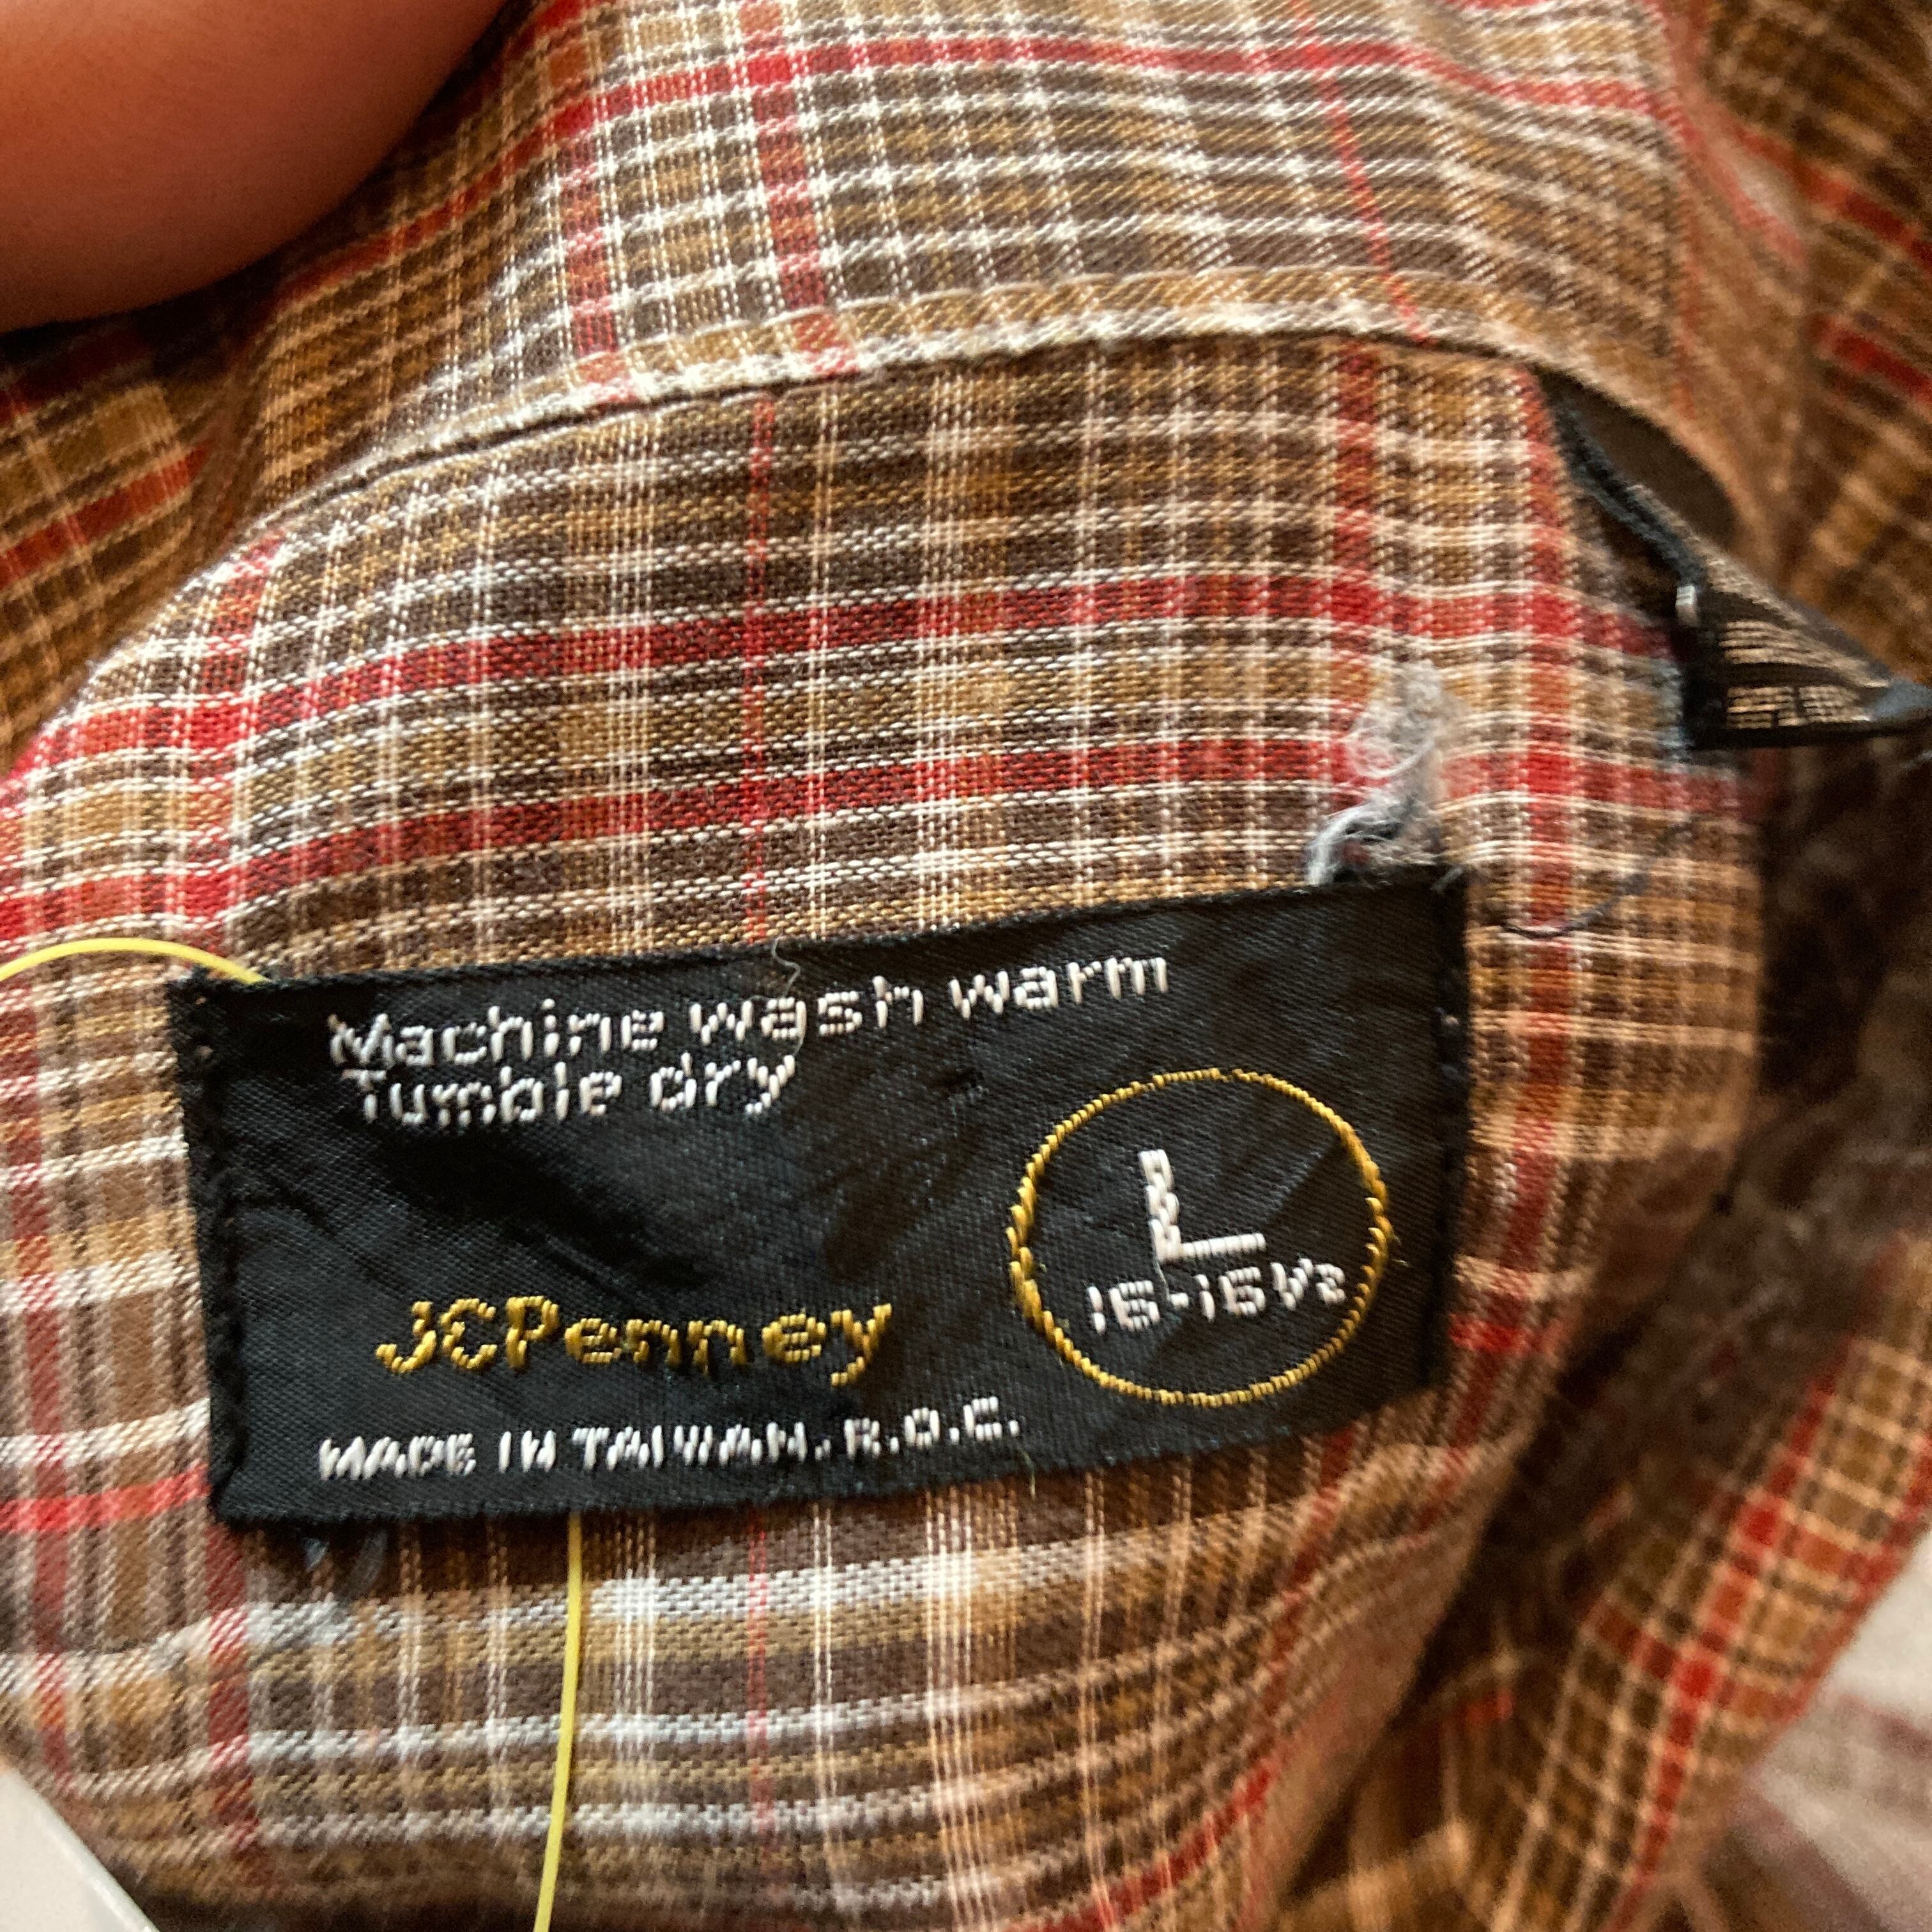 Machine wash warm
Tumble dry
L
16-16½
JCPenney
MADE IN TAIWAN, R.O.C.